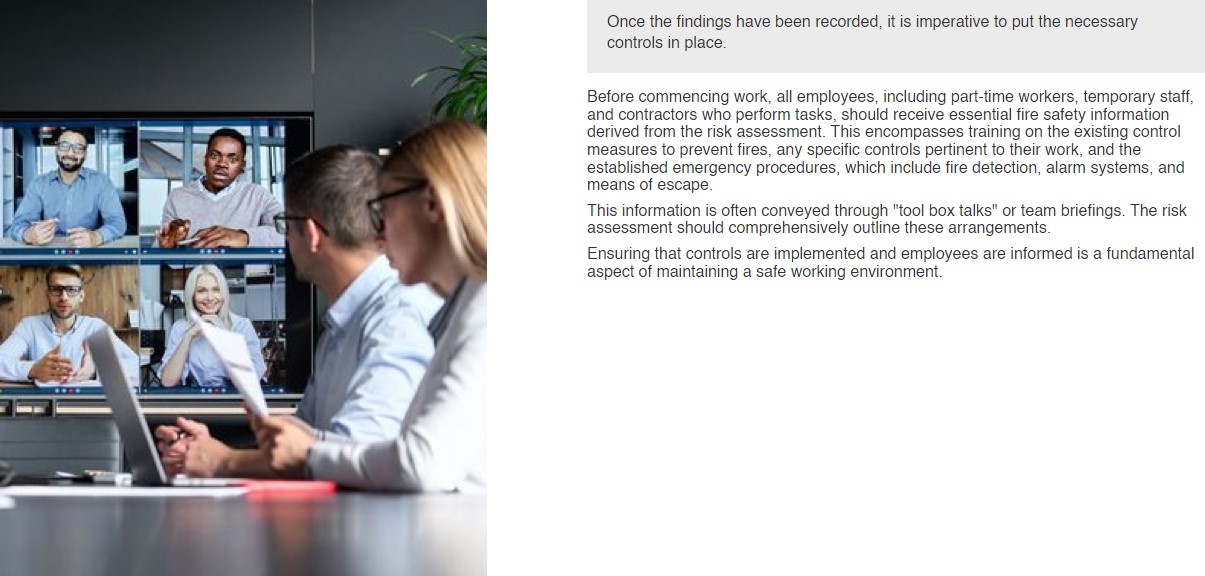 Once the findings have been recorded, it is imperative to put the necessary
controls in place.
Before commencing work, all employees, including part-time workers, temporary staff,
and contractors who perform tasks, should receive essential fire safety information
derived from the risk assessment. This encompasses training on the existing control
measures to prevent fires, any specific controls pertinent to their work, and the
established emergency procedures, which include fire detection, alarm systems, and
means of escape.
This information is often conveyed through "tool box talks" or team briefings. The risk
assessment should comprehensively outline these arrangements.
Ensuring that controls are implemented and employees are informed is a fundamental
aspect of maintaining a safe working environment.